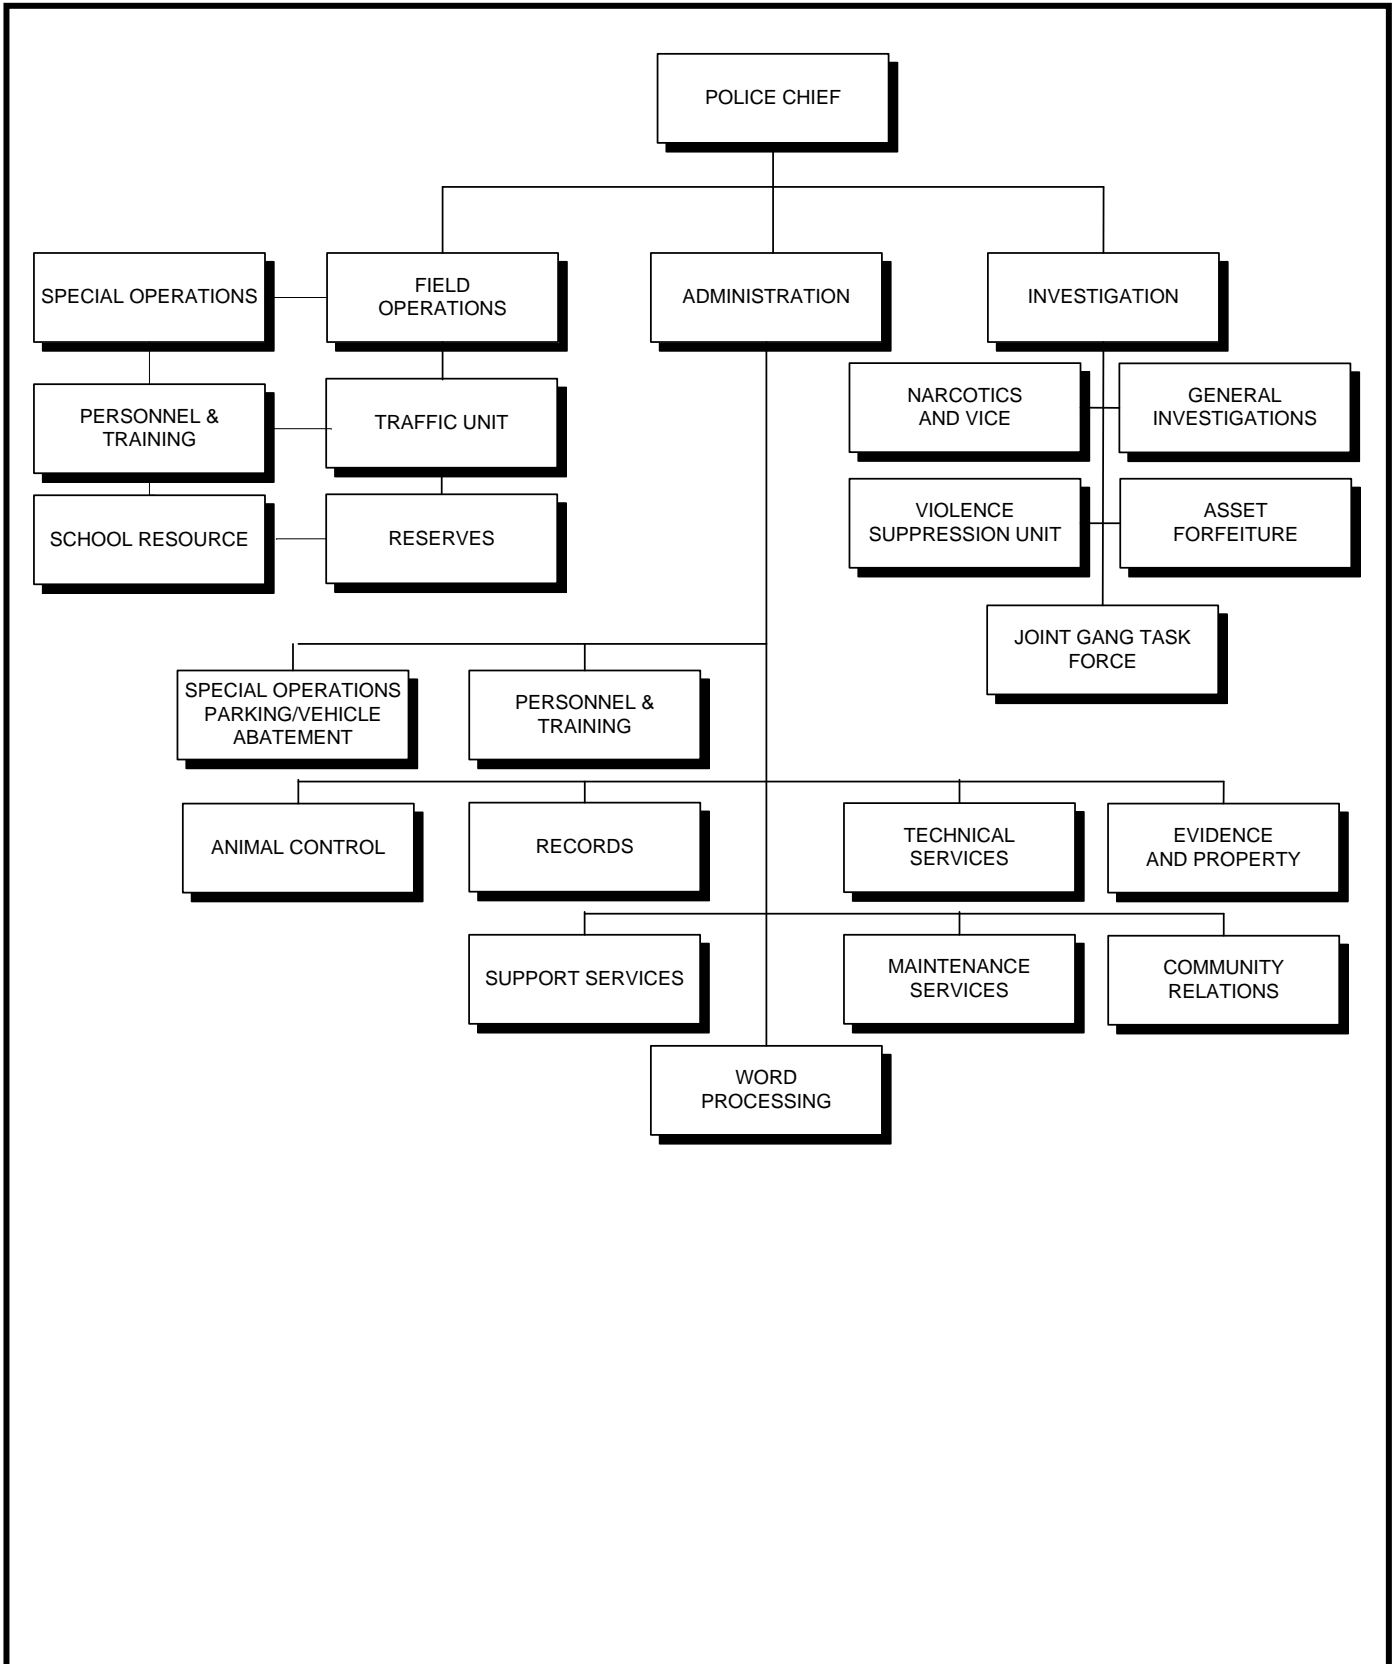 POLICE CHIEF
SPECIAL OPERATIONS
FIELD
OPERATIONS
ADMINISTRATION
INVESTIGATION
PERSONNEL &
TRAINING
TRAFFIC UNIT
NARCOTICS
AND VICE
GENERAL
INVESTIGATIONS
SCHOOL RESOURCE
RESERVES
VIOLENCE
SUPPRESSION UNIT
ASSET
FORFEITURE
JOINT GANG TASK
FORCE
SPECIAL OPERATIONS
PARKING/VEHICLE
ABATEMENT
PERSONNEL &
TRAINING
ANIMAL CONTROL
RECORDS
TECHNICAL
SERVICES
EVIDENCE
AND PROPERTY
SUPPORT SERVICES
MAINTENANCE
SERVICES
COMMUNITY
RELATIONS
WORD
PROCESSING